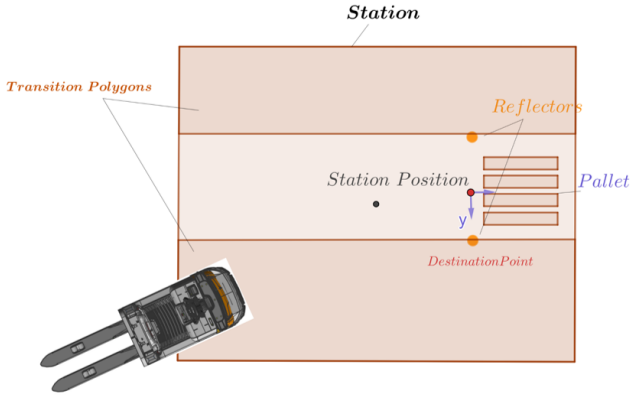 Station
Transition Polygons
Reflectors
Station Position
Pallet
y
DestinationPoint